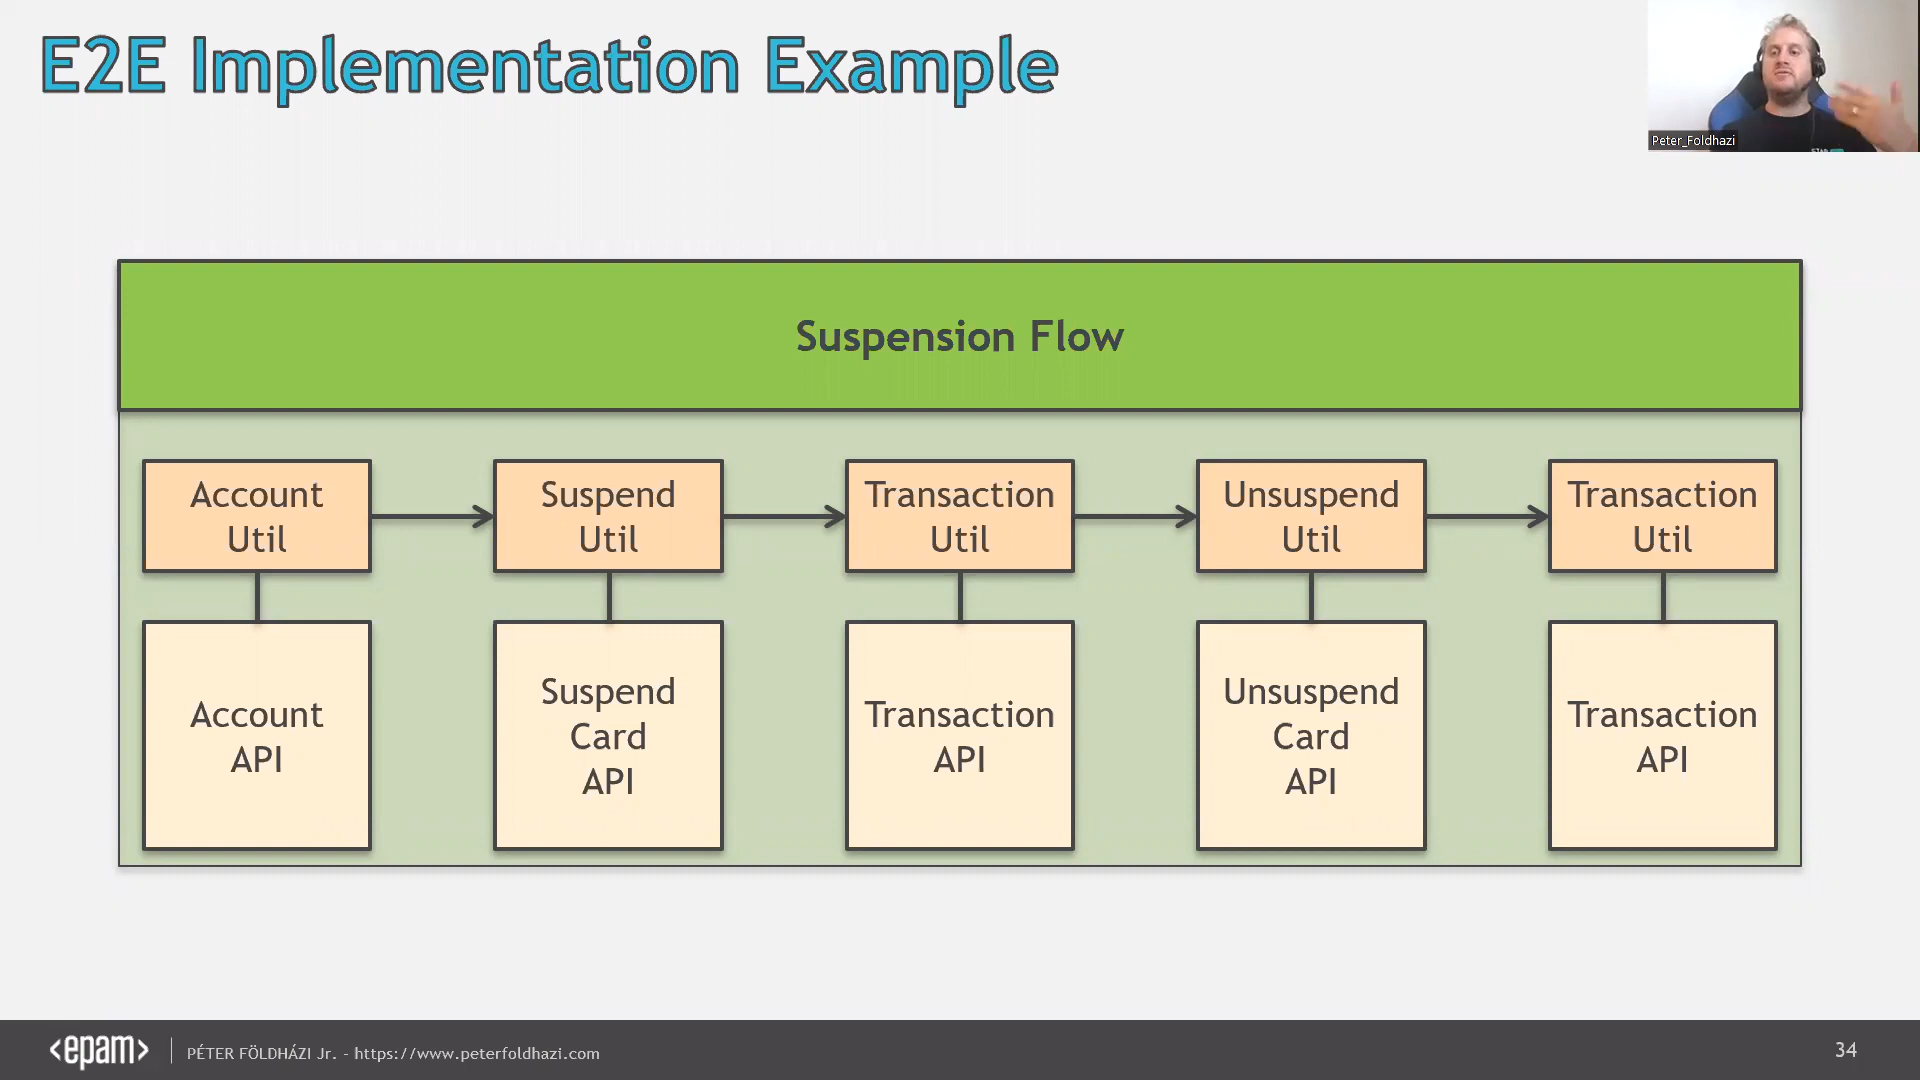 E2E Implementation Example
Peter_Foldhazi
Suspension Flow
Account
Util
Suspend
Util
Transaction
Util
Unsuspend
Util
Transaction
Util
Account
API
Suspend
Card
API
Transaction
API
Unsuspend
Card
API
Transaction
API
<epam>
PÉTER FÖLDHÁZI Jr. - https://www.peterfoldhazi.com
34